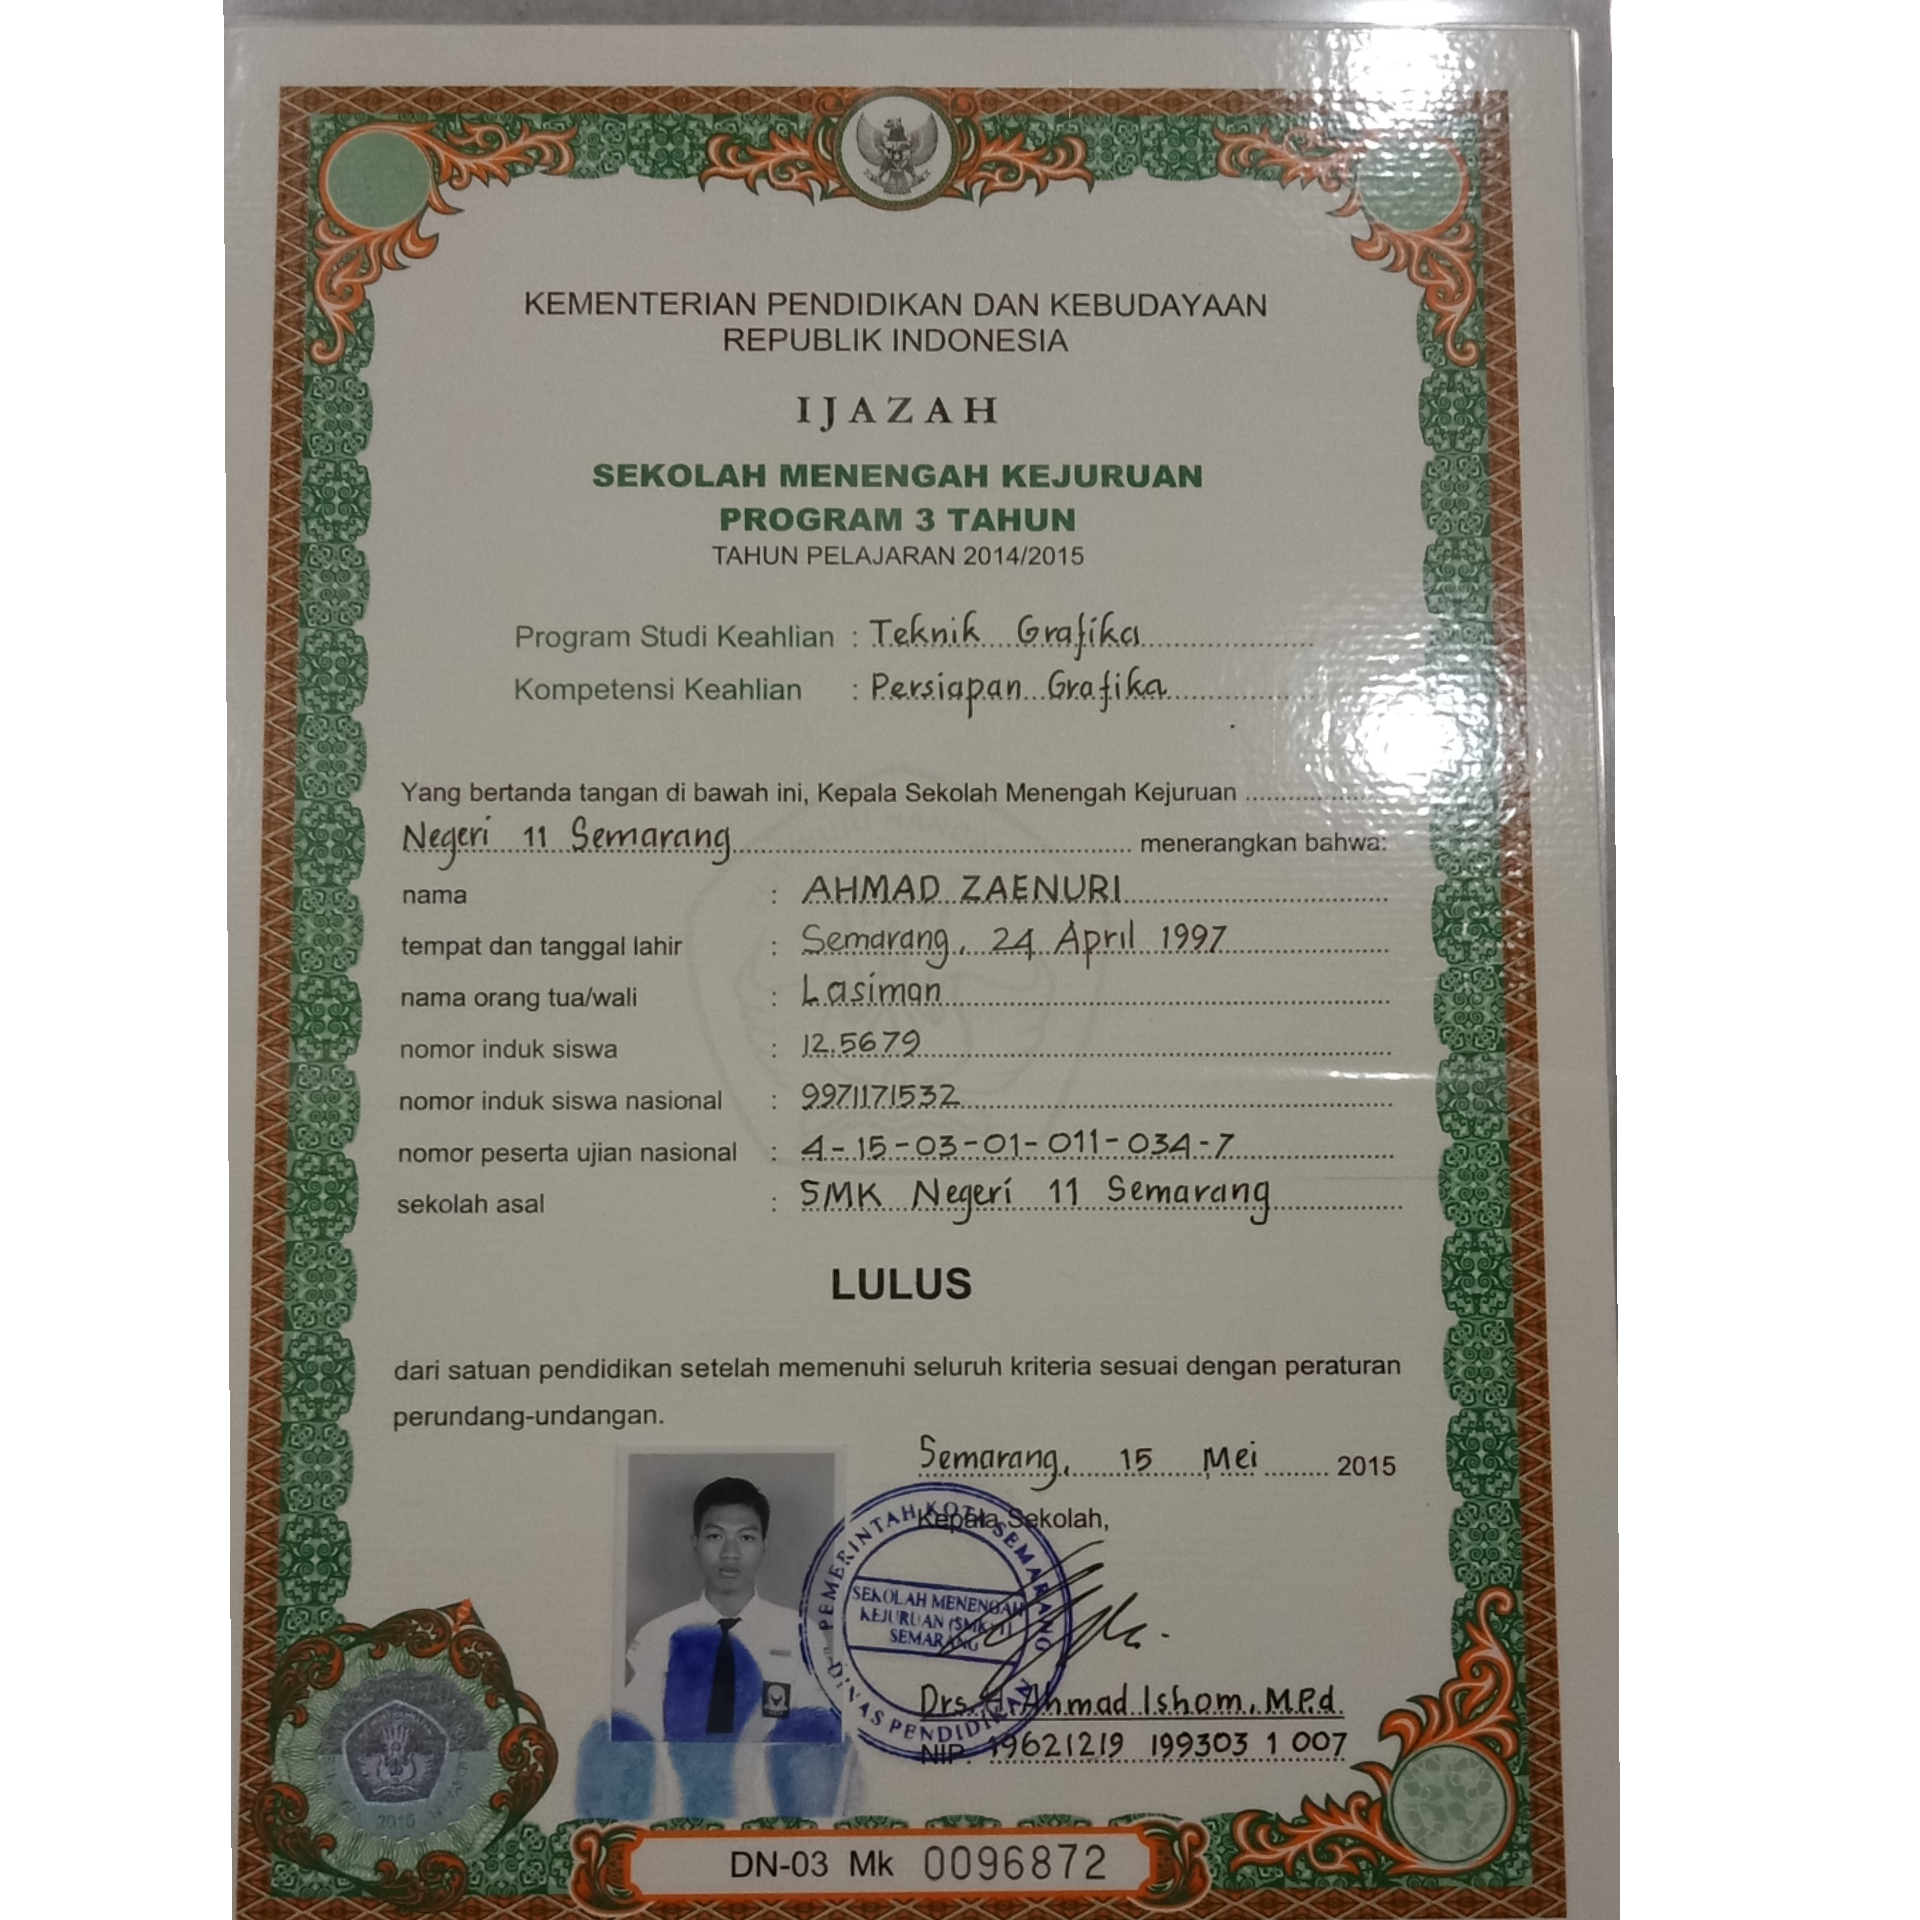 KEMENTERIAN PENDIDIKAN DAN KEBUDAYAAN
REPUBLIK INDONESIA
IJAZAH
SEKOLAH MENENGAH KEJURUAN
PROGRAM 3 TAHUN
TAHUN PELAJARAN 2014/2015
Program Studi Keahlian : Teknik Grafika
Kompetensi Keahlian : Persiapan Grafika
Yang bertanda tangan di bawah ini, Kepala Sekolah Menengah Kejuruan
Negeri 11 Semarang menerangkan bahwa:
nama : AHMAD ZAENURI
tempat dan tanggal lahir : Semarang, 24 April 1997
nama orang tua/wali : Lasiman
nomor induk siswa : 12.5679
nomor induk siswa nasional : 9971171532
nomor peserta ujian nasional : 4-15-03-01-011-034-7
sekolah asal : SMK Negeri 11 Semarang
LULUS
dari satuan pendidikan setelah memenuhi seluruh kriteria sesuai dengan peraturan
perundang-undangan.
Semarang, 15 Mei 2015
Kepala Sekolah,
PEMERINTAH KOTA SEMARANG
SEKOLAH MENENGAH
KEJURUAN (SMK)
SEMARANG
DINAS PENDIDIKAN
Drs. H. Ahmad Ishom, M.Pd.
NIP. 19621219 199303 1 007
2015
DN-03 Mk 0096872